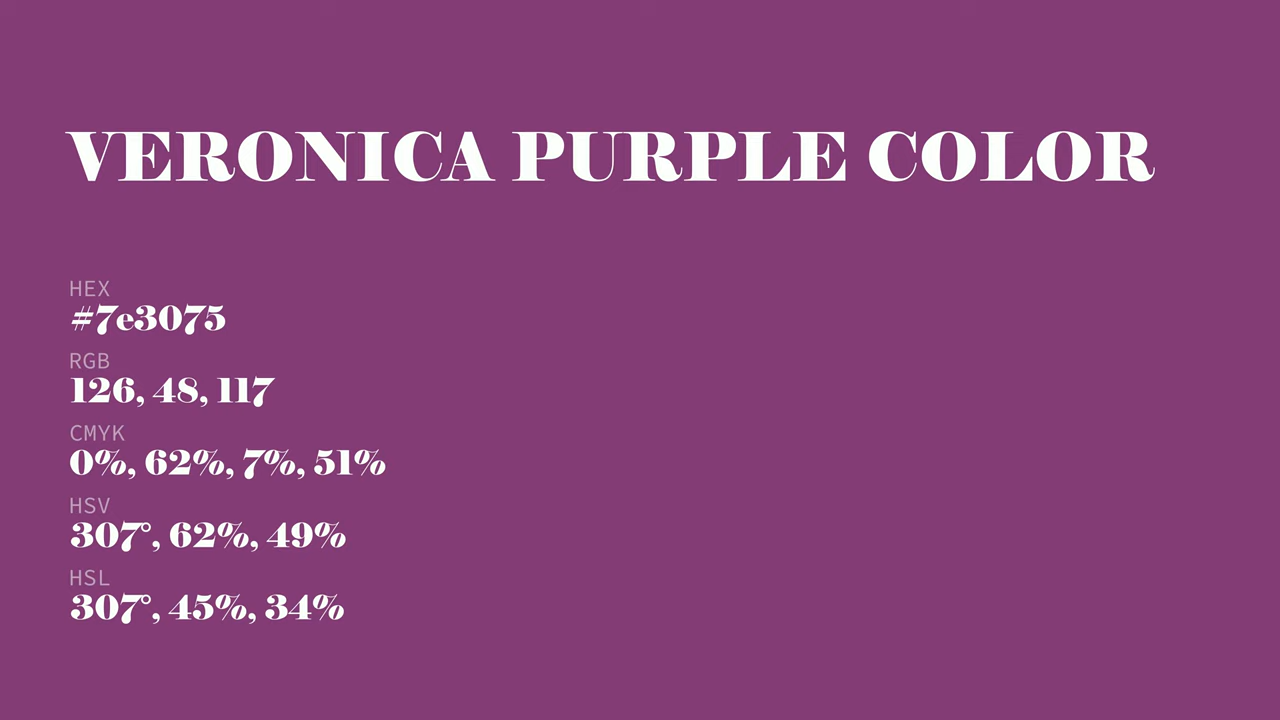 VERONICA PURPLE COLOR
HEX
#7e3075
RGB
126, 48, 117
CMYK
0%, 62%, 7%, 51%
HSV
307°, 62%, 49%
HSL
307°, 45%, 34%